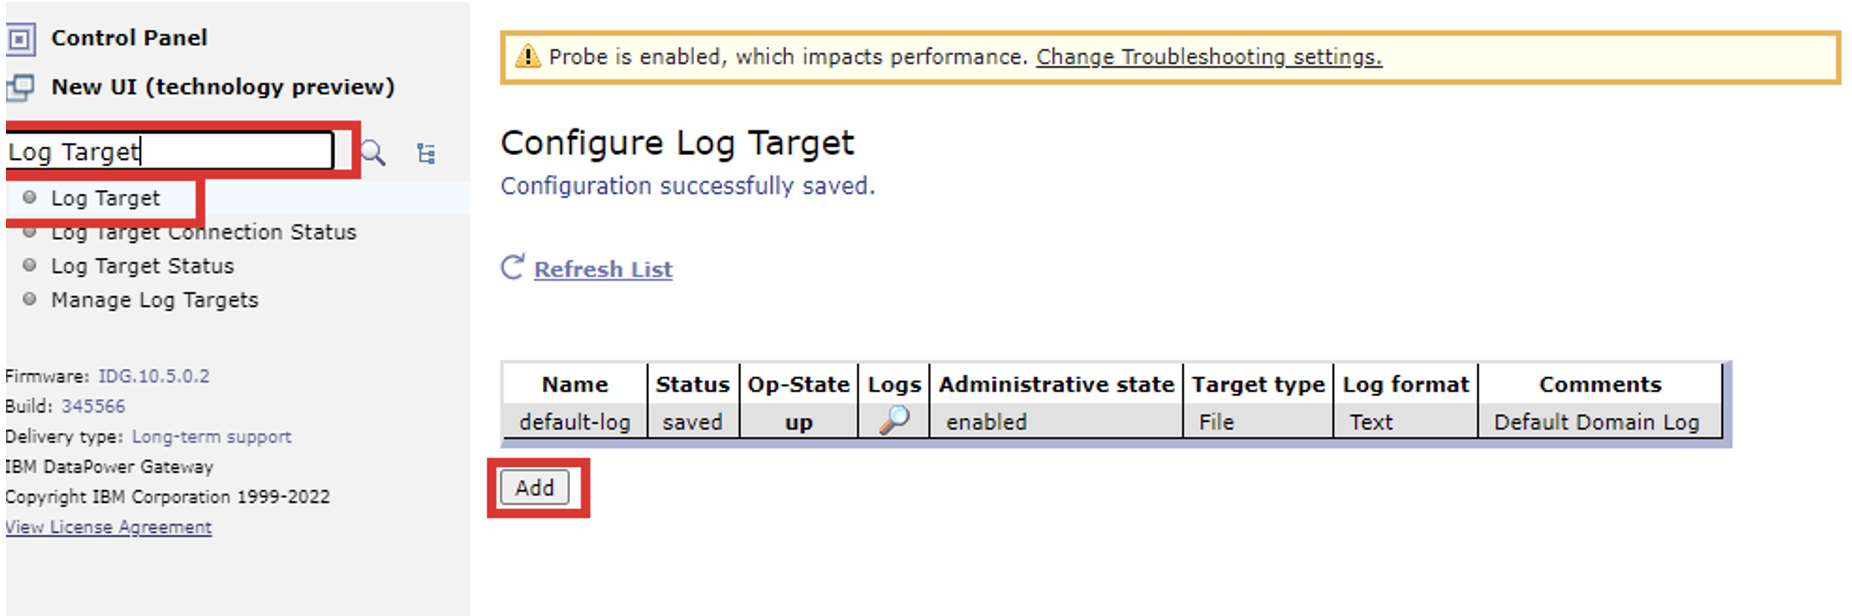 Control Panel
New UI (technology preview)
Log Target
Log Target
Log Target Connection Status
Log Target Status
Manage Log Targets
Firmware: IDG.10.5.0.2
Build: 345566
Delivery type: Long-term support
IBM DataPower Gateway
Copyright IBM Corporation 1999-2022
View License Agreement
Probe is enabled, which impacts performance. Change Troubleshooting settings.
Configure Log Target
Configuration successfully saved.
Refresh List
Name Status Op-State Logs Administrative state Target type Log format Comments
default-log saved up enabled File Text Default Domain Log
Add